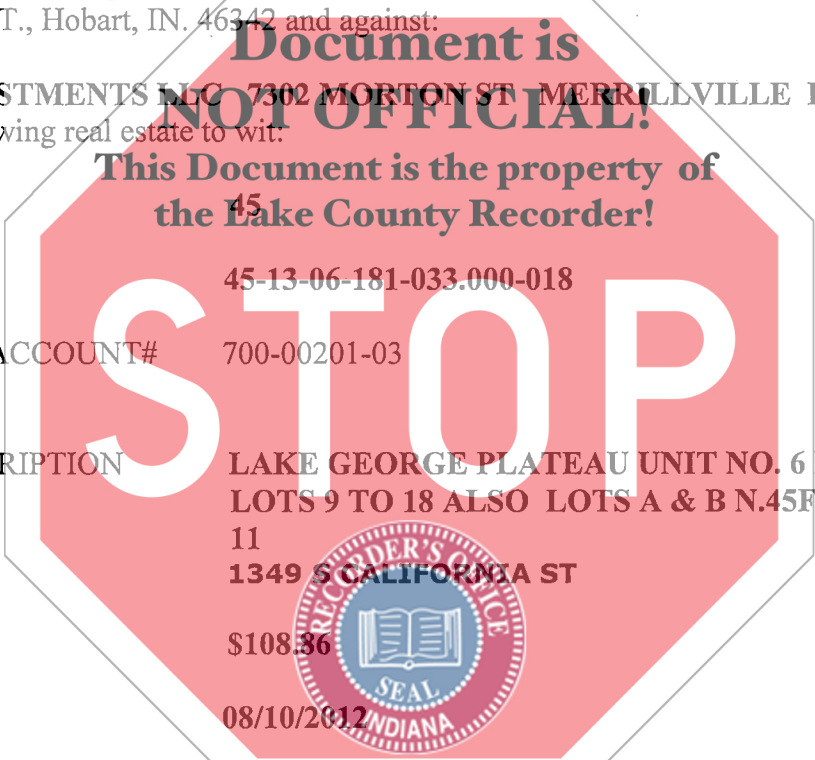 T., Hobart, IN. 46342 and against:
Document is
STMENTS LLC 7302 MORTON ST MERRILLVILLE
NOT OFFICIAL!
wing real estate to wit:
This Document is the property of
45
the Lake County Recorder!
45-13-06-181-033.000-018
STOP
ACCOUNT# 700-00201-03
RIPTION LAKE GEORGE PLATEAU UNIT NO. 6
LOTS 9 TO 18 ALSO LOTS A & B N.45F
11
1349 S CALIFORNIA ST
RECORDER'S OFFICE
$108.86
SEAL
08/10/2012
INDIANA